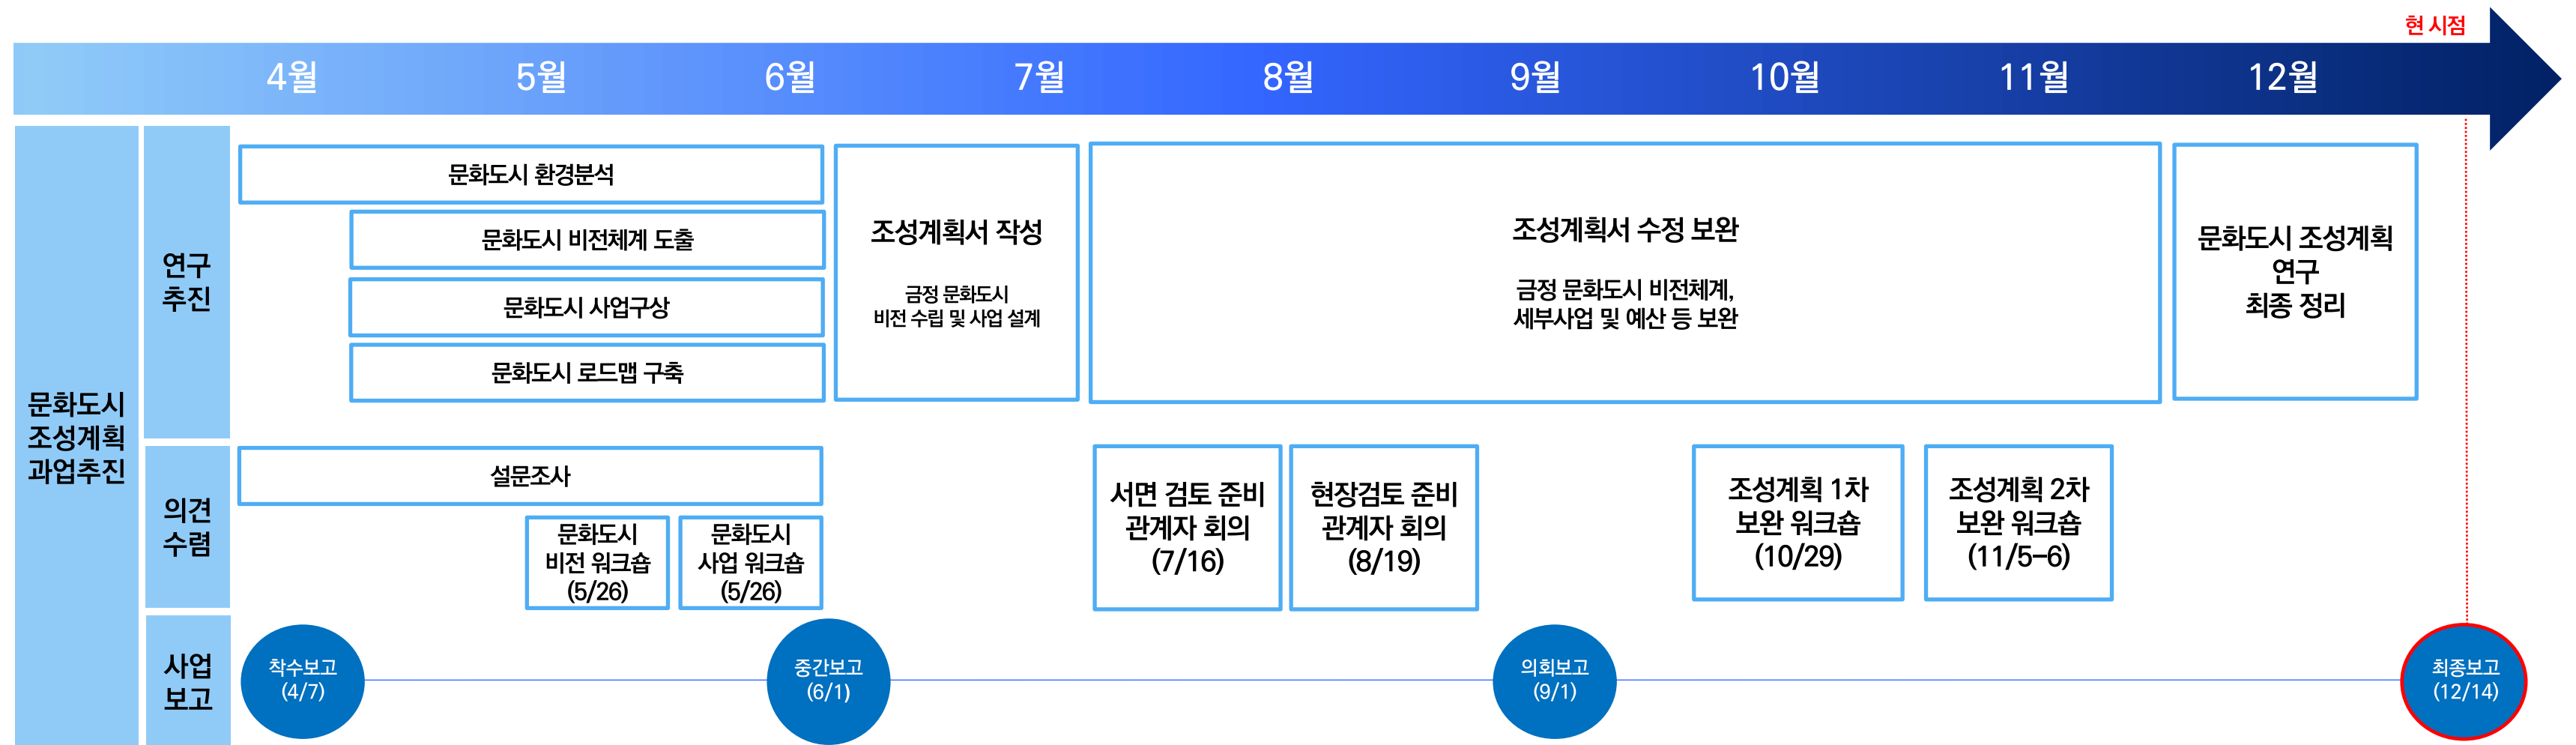 현 시점
4월
5월
6월
7월
8월
9월
10월
11월
12월
문화도시
조성계획
과업추진
연구
추진
문화도시 환경분석
문화도시 비전체계 도출
문화도시 사업구상
문화도시 로드맵 구축
조성계획서 작성
금정 문화도시
비전 수립 및 사업 설계
조성계획서 수정 보완
금정 문화도시 비전체계,
세부사업 및 예산 등 보완
문화도시 조성계획
연구
최종 정리
의견
수렴
설문조사
문화도시
비전 워크숍
(5/26)
문화도시
사업 워크숍
(5/26)
서면 검토 준비
관계자 회의
(7/16)
현장검토 준비
관계자 회의
(8/19)
조성계획 1차
보완 워크숍
(10/29)
조성계획 2차
보완 워크숍
(11/5–6)
사업
보고
착수보고
(4/7)
중간보고
(6/1)
의회보고
(9/1)
최종보고
(12/14)